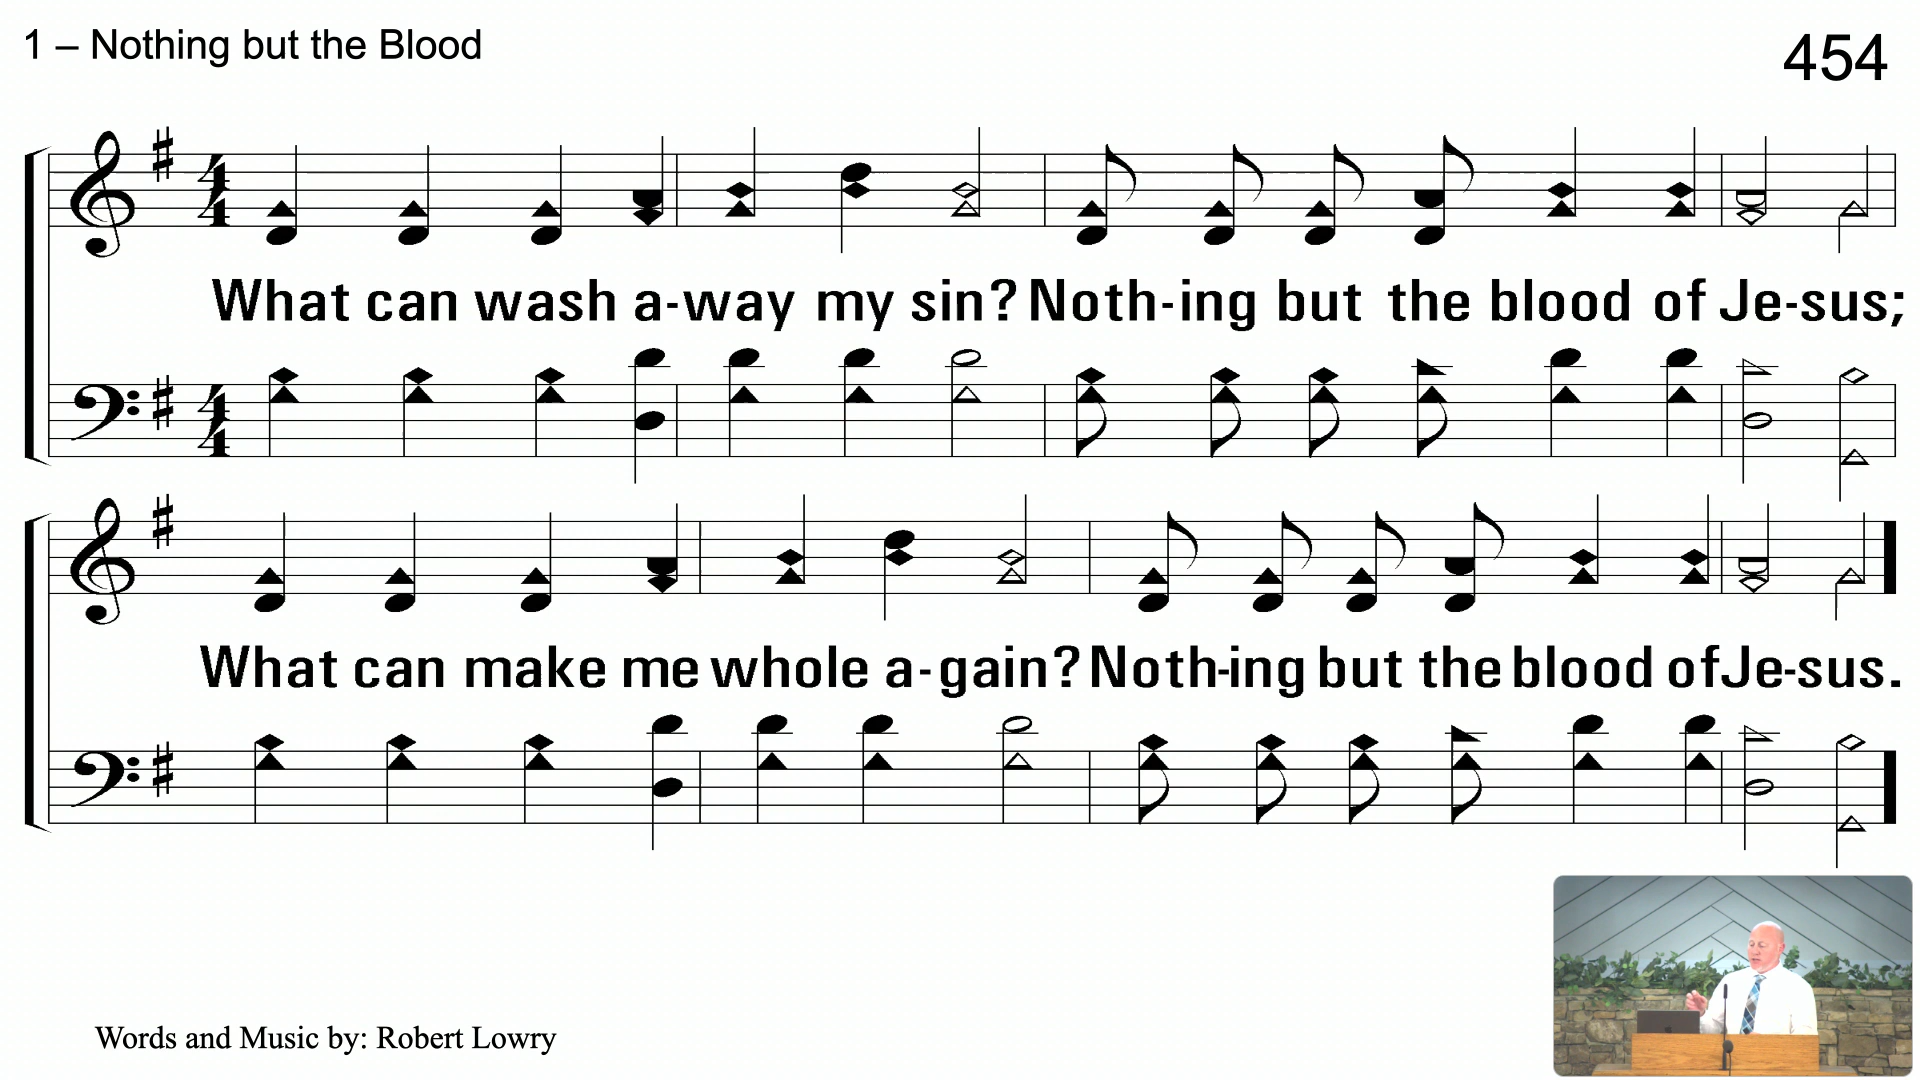 1 – Nothing but the Blood
454
What can wash a-way my sin? Noth-ing but the blood of Je-sus;
What can make me whole a-gain? Noth-ing but the blood of Je-sus.
Words and Music by: Robert Lowry